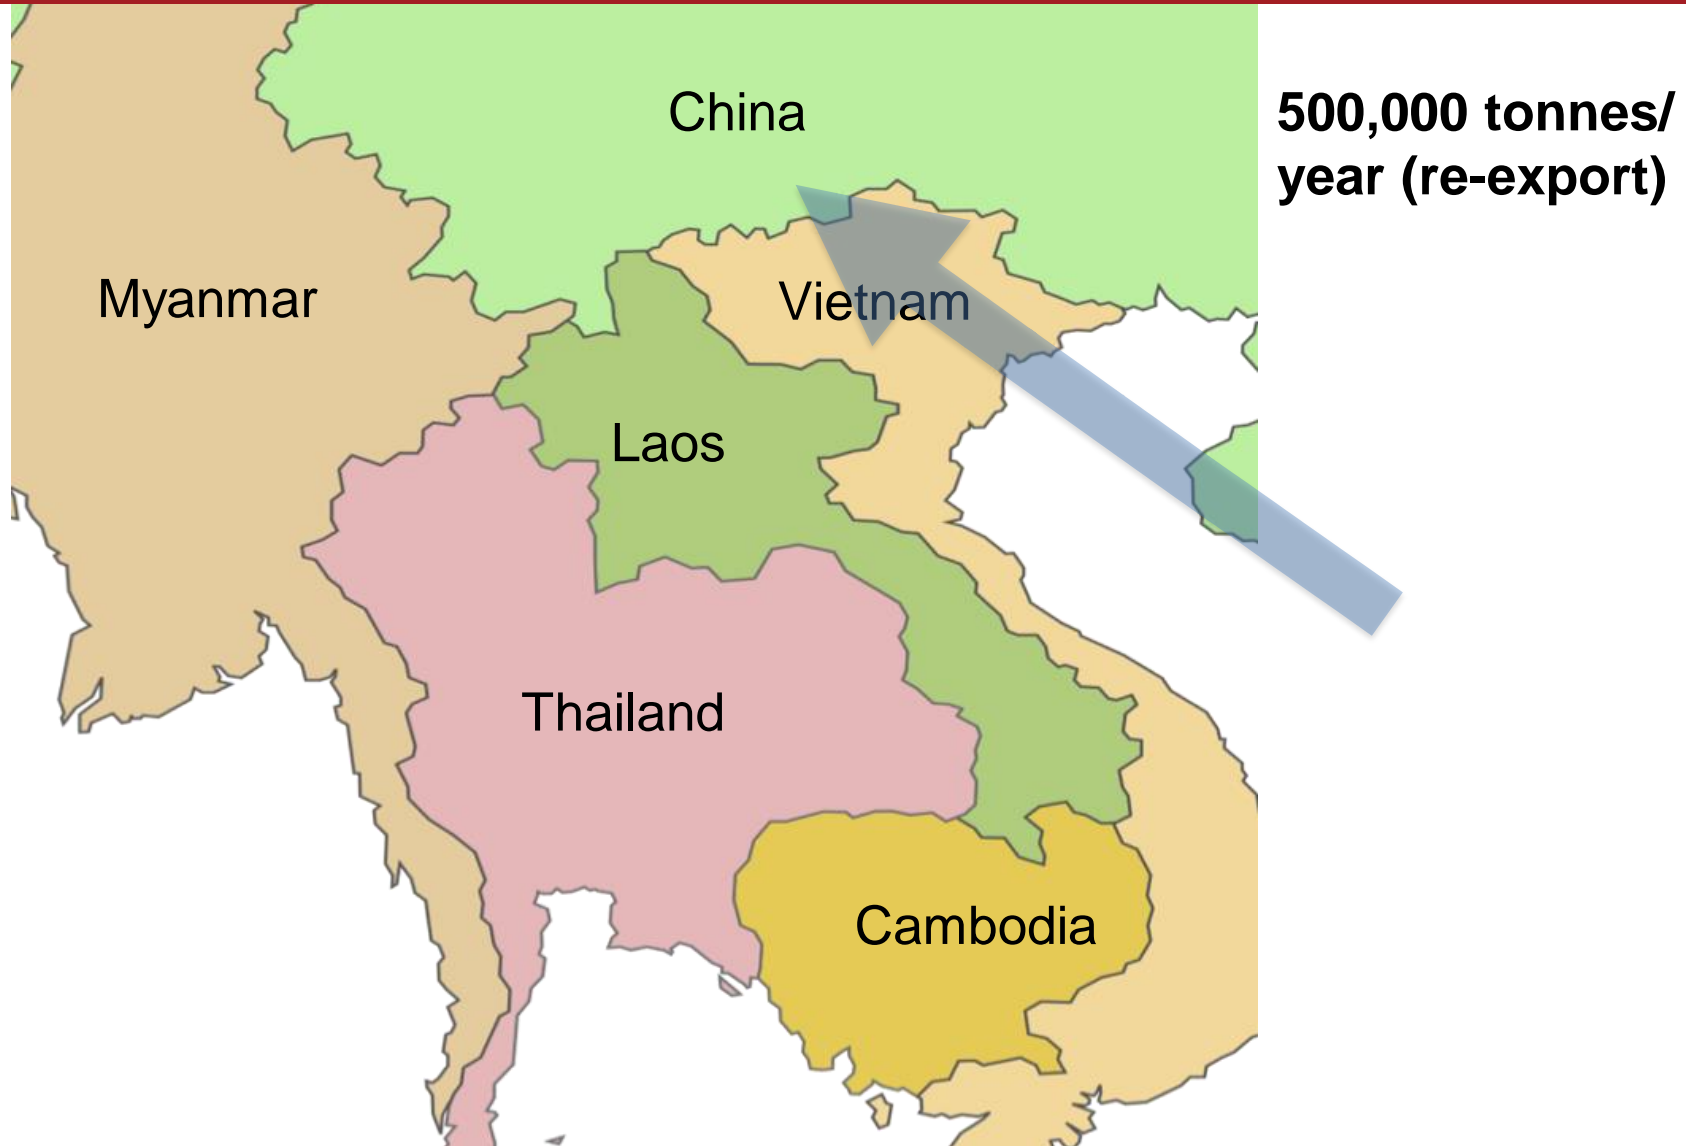 China
500,000 tonnes/
year (re-export)
Myanmar
Vietnam
Laos
Thailand
Cambodia